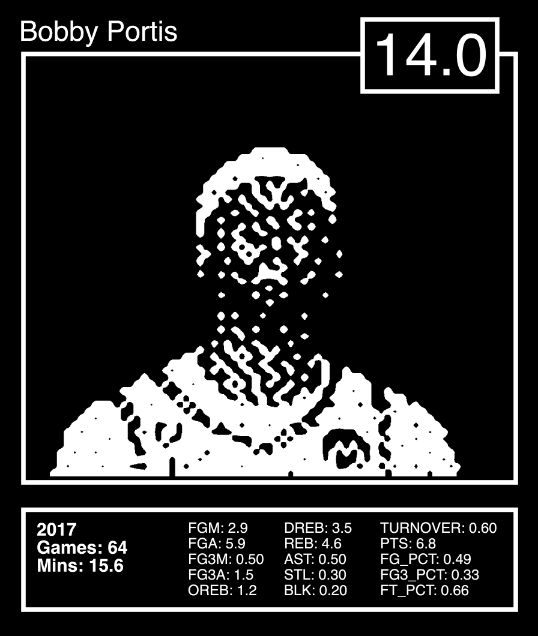 Bobby Portis
14.0
2017
Games: 64
Mins: 15.6
FGM: 2.9
FGA: 5.9
FG3M: 0.50
FG3A: 1.5
OREB: 1.2
DREB: 3.5
REB: 4.6
AST: 0.50
STL: 0.30
BLK: 0.20
TURNOVER: 0.60
PTS: 6.8
FG_PCT: 0.49
FG3_PCT: 0.33
FT_PCT: 0.66